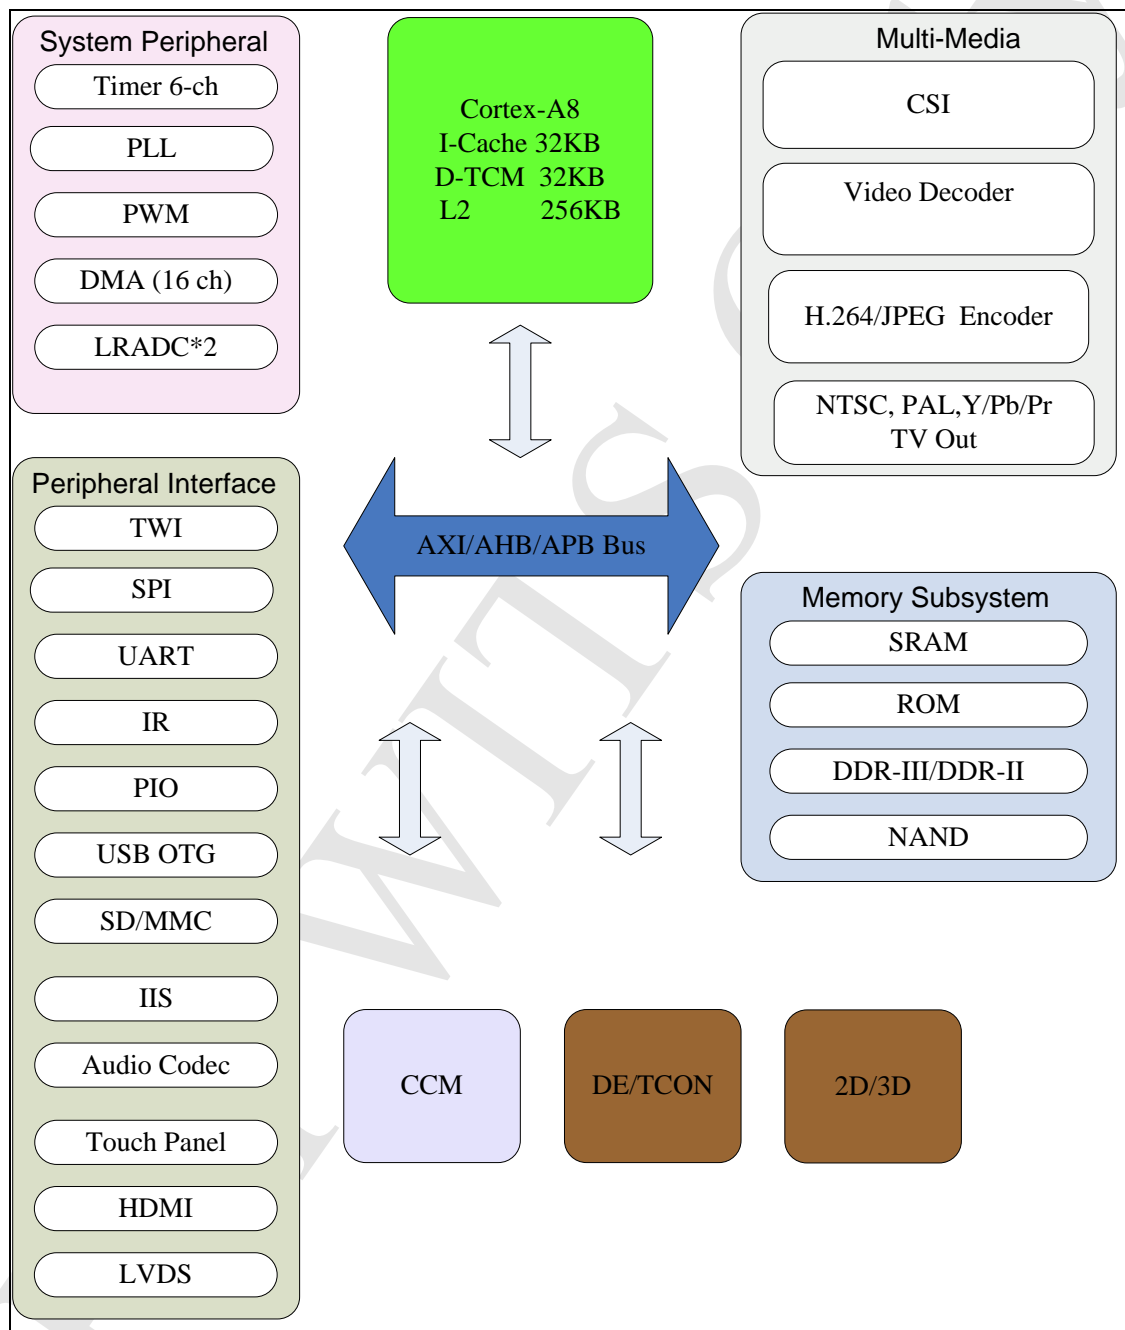 System Peripheral
Timer 6-ch
PLL
PWM
DMA (16 ch)
LRADC*2
Cortex-A8
I-Cache 32KB
D-TCM 32KB
L2 256KB
Multi-Media
CSI
Video Decoder
H.264/JPEG Encoder
NTSC, PAL,Y/Pb/Pr
TV Out
Peripheral Interface
TWI
SPI
UART
IR
PIO
USB OTG
SD/MMC
IIS
Audio Codec
Touch Panel
HDMI
LVDS
AXI/AHB/APB Bus
Memory Subsystem
SRAM
ROM
DDR-III/DDR-II
NAND
CCM
DE/TCON
2D/3D